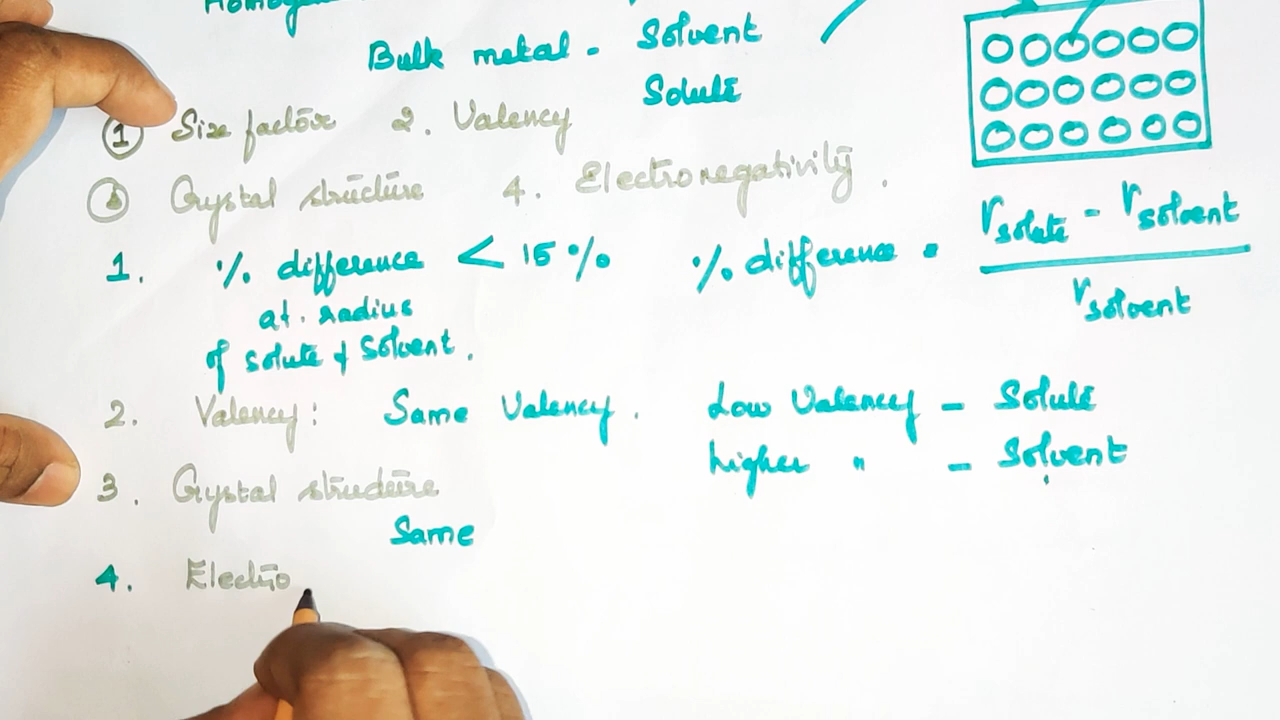 Bulk metal - Solvent
Solute
① Size factor 2. Valency
Crystal structure 4. Electronegativity.
1. % difference < 15% % difference = r solute - r solvent
r solvent
at. radius
of solute & Solvent.
2. Valency: Same Valency. Low Valency - Solute
higher " - Solvent
3. Crystal structure
Same
4. Electro